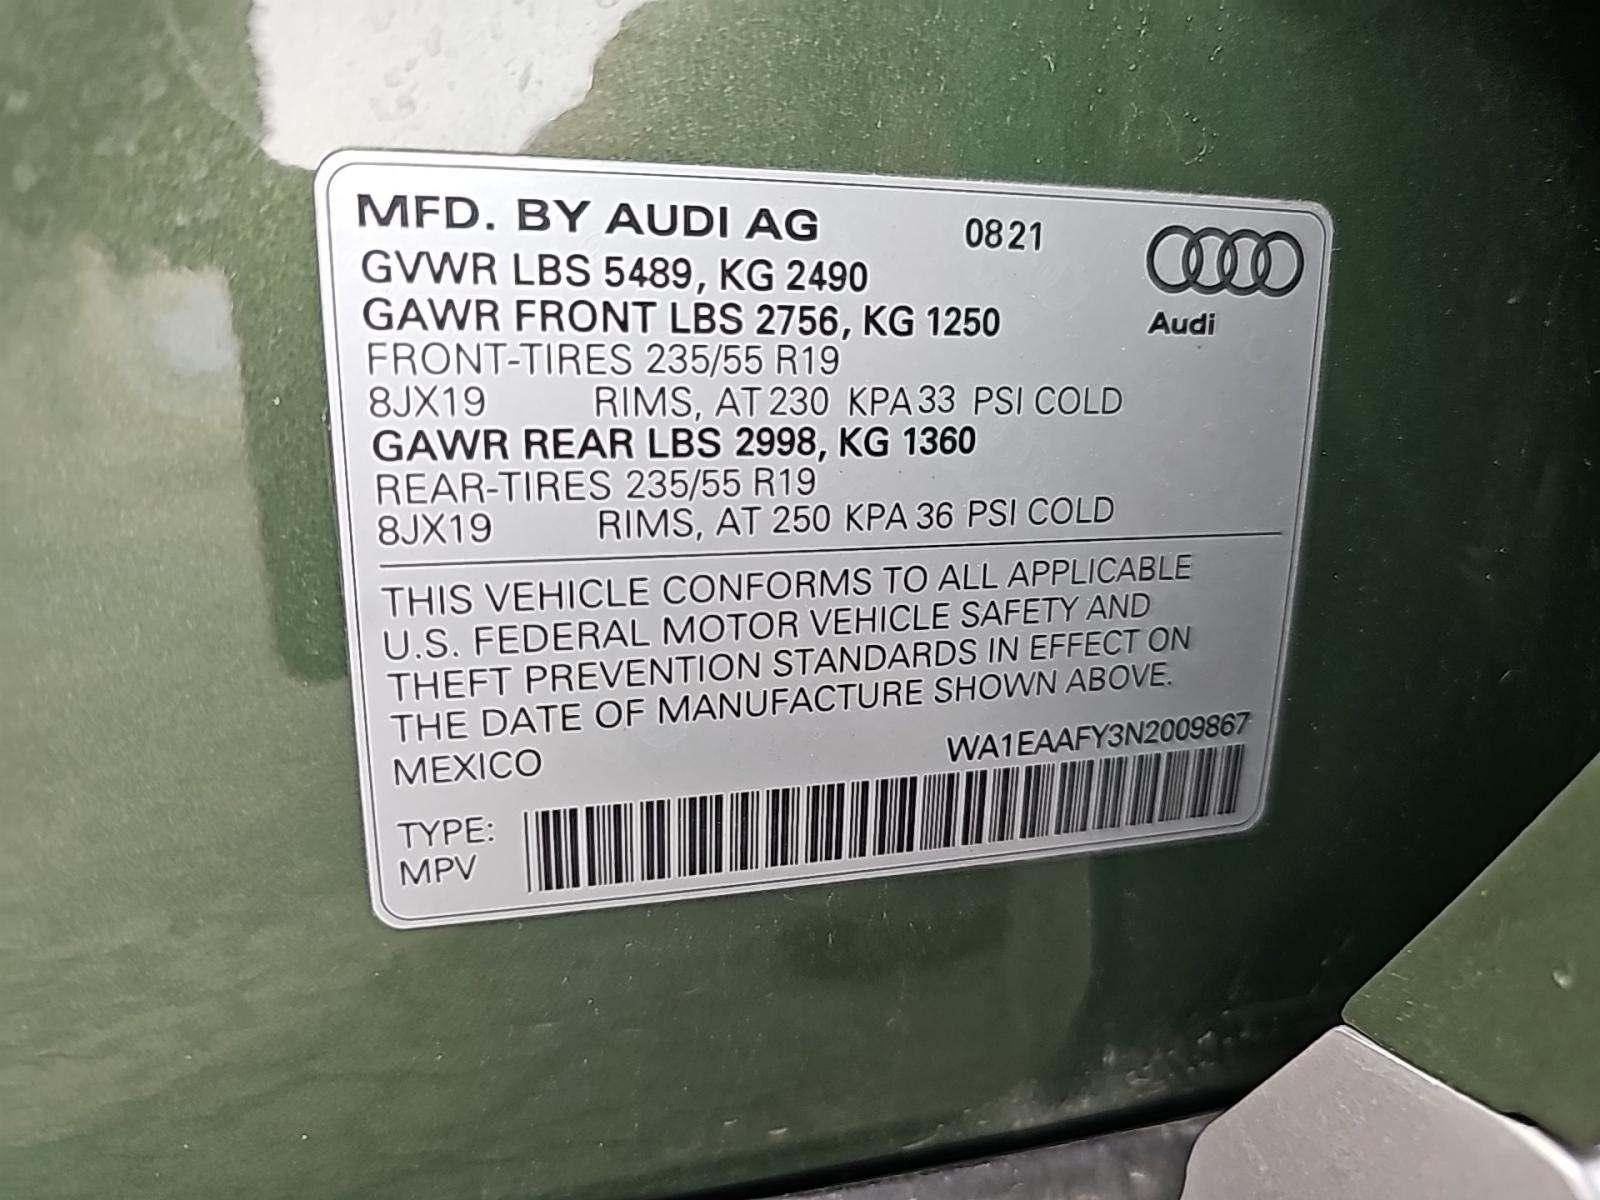 MFD. BY AUDI AG 0821
GVWR LBS 5489, KG 2490
GAWR FRONT LBS 2756, KG 1250
Audi
FRONT-TIRES 235/55 R19
8JX19 RIMS, AT 230 KPA 33 PSI COLD
GAWR REAR LBS 2998, KG 1360
REAR-TIRES 235/55 R19
8JX19 RIMS, AT 250 KPA 36 PSI COLD
THIS VEHICLE CONFORMS TO ALL APPLICABLE
U.S. FEDERAL MOTOR VEHICLE SAFETY AND
THEFT PREVENTION STANDARDS IN EFFECT ON
THE DATE OF MANUFACTURE SHOWN ABOVE.
MEXICO WA1EAAFY3N2009867
TYPE:
MPV